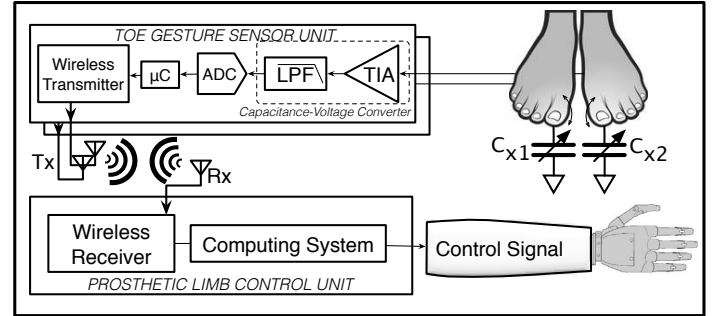 TOE GESTURE SENSOR UNIT
Wireless
Transmitter
μC
ADC
LPF
TIA
Capacitance-Voltage Converter
Cx1
Cx2
Tx
Rx
Wireless
Receiver
Computing System
Control Signal
PROSTHETIC LIMB CONTROL UNIT